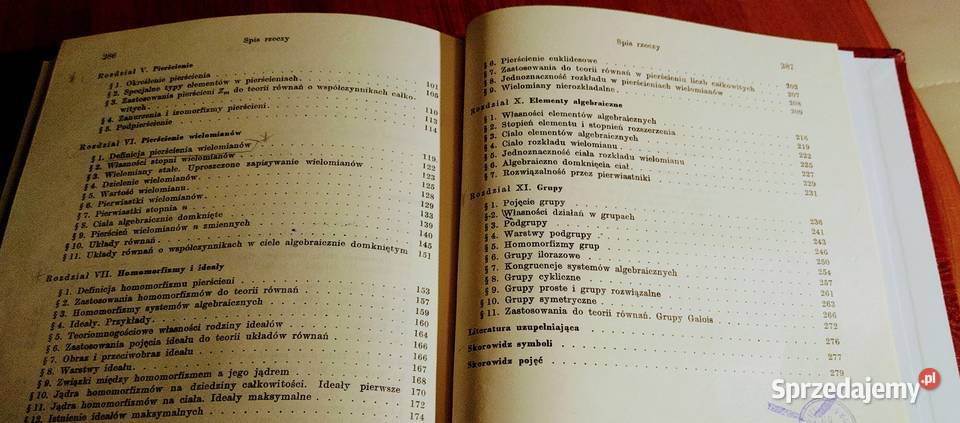 286
Spis rzeczy
Rozdział V. Pierścienie
§ 1. Określenie pierścienia 101
§ 2. Specjalne typy elementów w pierścieniach 105
§ 3. Zastosowania pierścieni Zm do teorii równań o współczynnikach całko-
witych 110
§ 4. Zanurzenia i izomorfizmy pierścieni 113
§ 5. Podpierścienie 114
Rozdział VI. Pierścienie wielomianów
§ 1. Definicja pierścienia wielomianów 119
§ 2. Własności stopni wielomianów 122
§ 3. Wielomiany stałe. Uproszczone zapisywanie wielomianów 123
§ 4. Dzielenie wielomianów 125
§ 5. Wartość wielomianu 128
§ 6. Pierwiastki wielomianów 129
§ 7. Pierwiastki stopnia n 133
§ 8. Ciała algebraicznie domknięte 139
§ 9. Pierścień wielomianów n zmiennych 140
§ 10. Układy równań 145
§ 11. Układy równań o współczynnikach w ciele algebraicznie domkniętym 151
Rozdział VII. Homomorfizmy i ideały
§ 1. Definicja homomorfizmu pierścieni 153
§ 2. Zastosowania homomorfizmów do teorii równań 157
§ 3. Homomorfizmy systemów algebraicznych 159
§ 4. Ideały. Przykłady 160
§ 5. Teoriomnogościowe własności rodziny ideałów 164
§ 6. Zastosowania pojęcia ideału do teorii układów równań 166
§ 7. Obraz i przeciwobraz ideału 166
§ 8. Warstwy ideału 167
§ 9. Związki między homomorfizmem a jego jądrem 168
§ 10. Jądra homomorfizmów na dziedziny całkowitości. Ideały pierwsze 170
§ 11. Jądra homomorfizmów na ciała. Ideały maksymalne 172
§ 12. Istnienie ideałów maksymalnych 174
Spis rzeczy
287
§ 6. Pierścienie euklidesowe 202
§ 7. Zastosowania do teorii równań w pierścieniu liczb całkowitych 207
§ 8. Jednoznaczność rozkładu w pierścieniach wielomianów 208
§ 9. Wielomiany nierozkładalne 209
Rozdział X. Elementy algebraiczne
§ 1. Własności elementów algebraicznych 216
§ 2. Stopień elementu i stopnień rozszerzenia 219
§ 3. Ciało elementów algebraicznych 222
§ 4. Ciało rozkładu wielomianu 225
§ 5. Jednoznaczność ciała rozkładu wielomianu 227
§ 6. Algebraiczne domknięcia ciał 229
§ 7. Rozwiązalność przez pierwiastniki 231
Rozdział XI. Grupy
§ 1. Pojęcie grupy 236
§ 2. Własności działań w grupach 241
§ 3. Podgrupy 243
§ 4. Warstwy podgrupy 246
§ 5. Homomorfizmy grup 250
§ 6. Grupy ilorazowe 254
§ 7. Kongruencje systemów algebraicznych 257
§ 8. Grupy cykliczne 261
§ 9. Grupy proste i grupy rozwiązalne 263
§ 10. Grupy symetryczne 266
§ 11. Zastosowania do teorii równań. Grupy Galois 272
Literatura uzupełniająca 276
Skorowidz symboli 277
Skorowidz pojęć 279
Sprzedajemy.pl